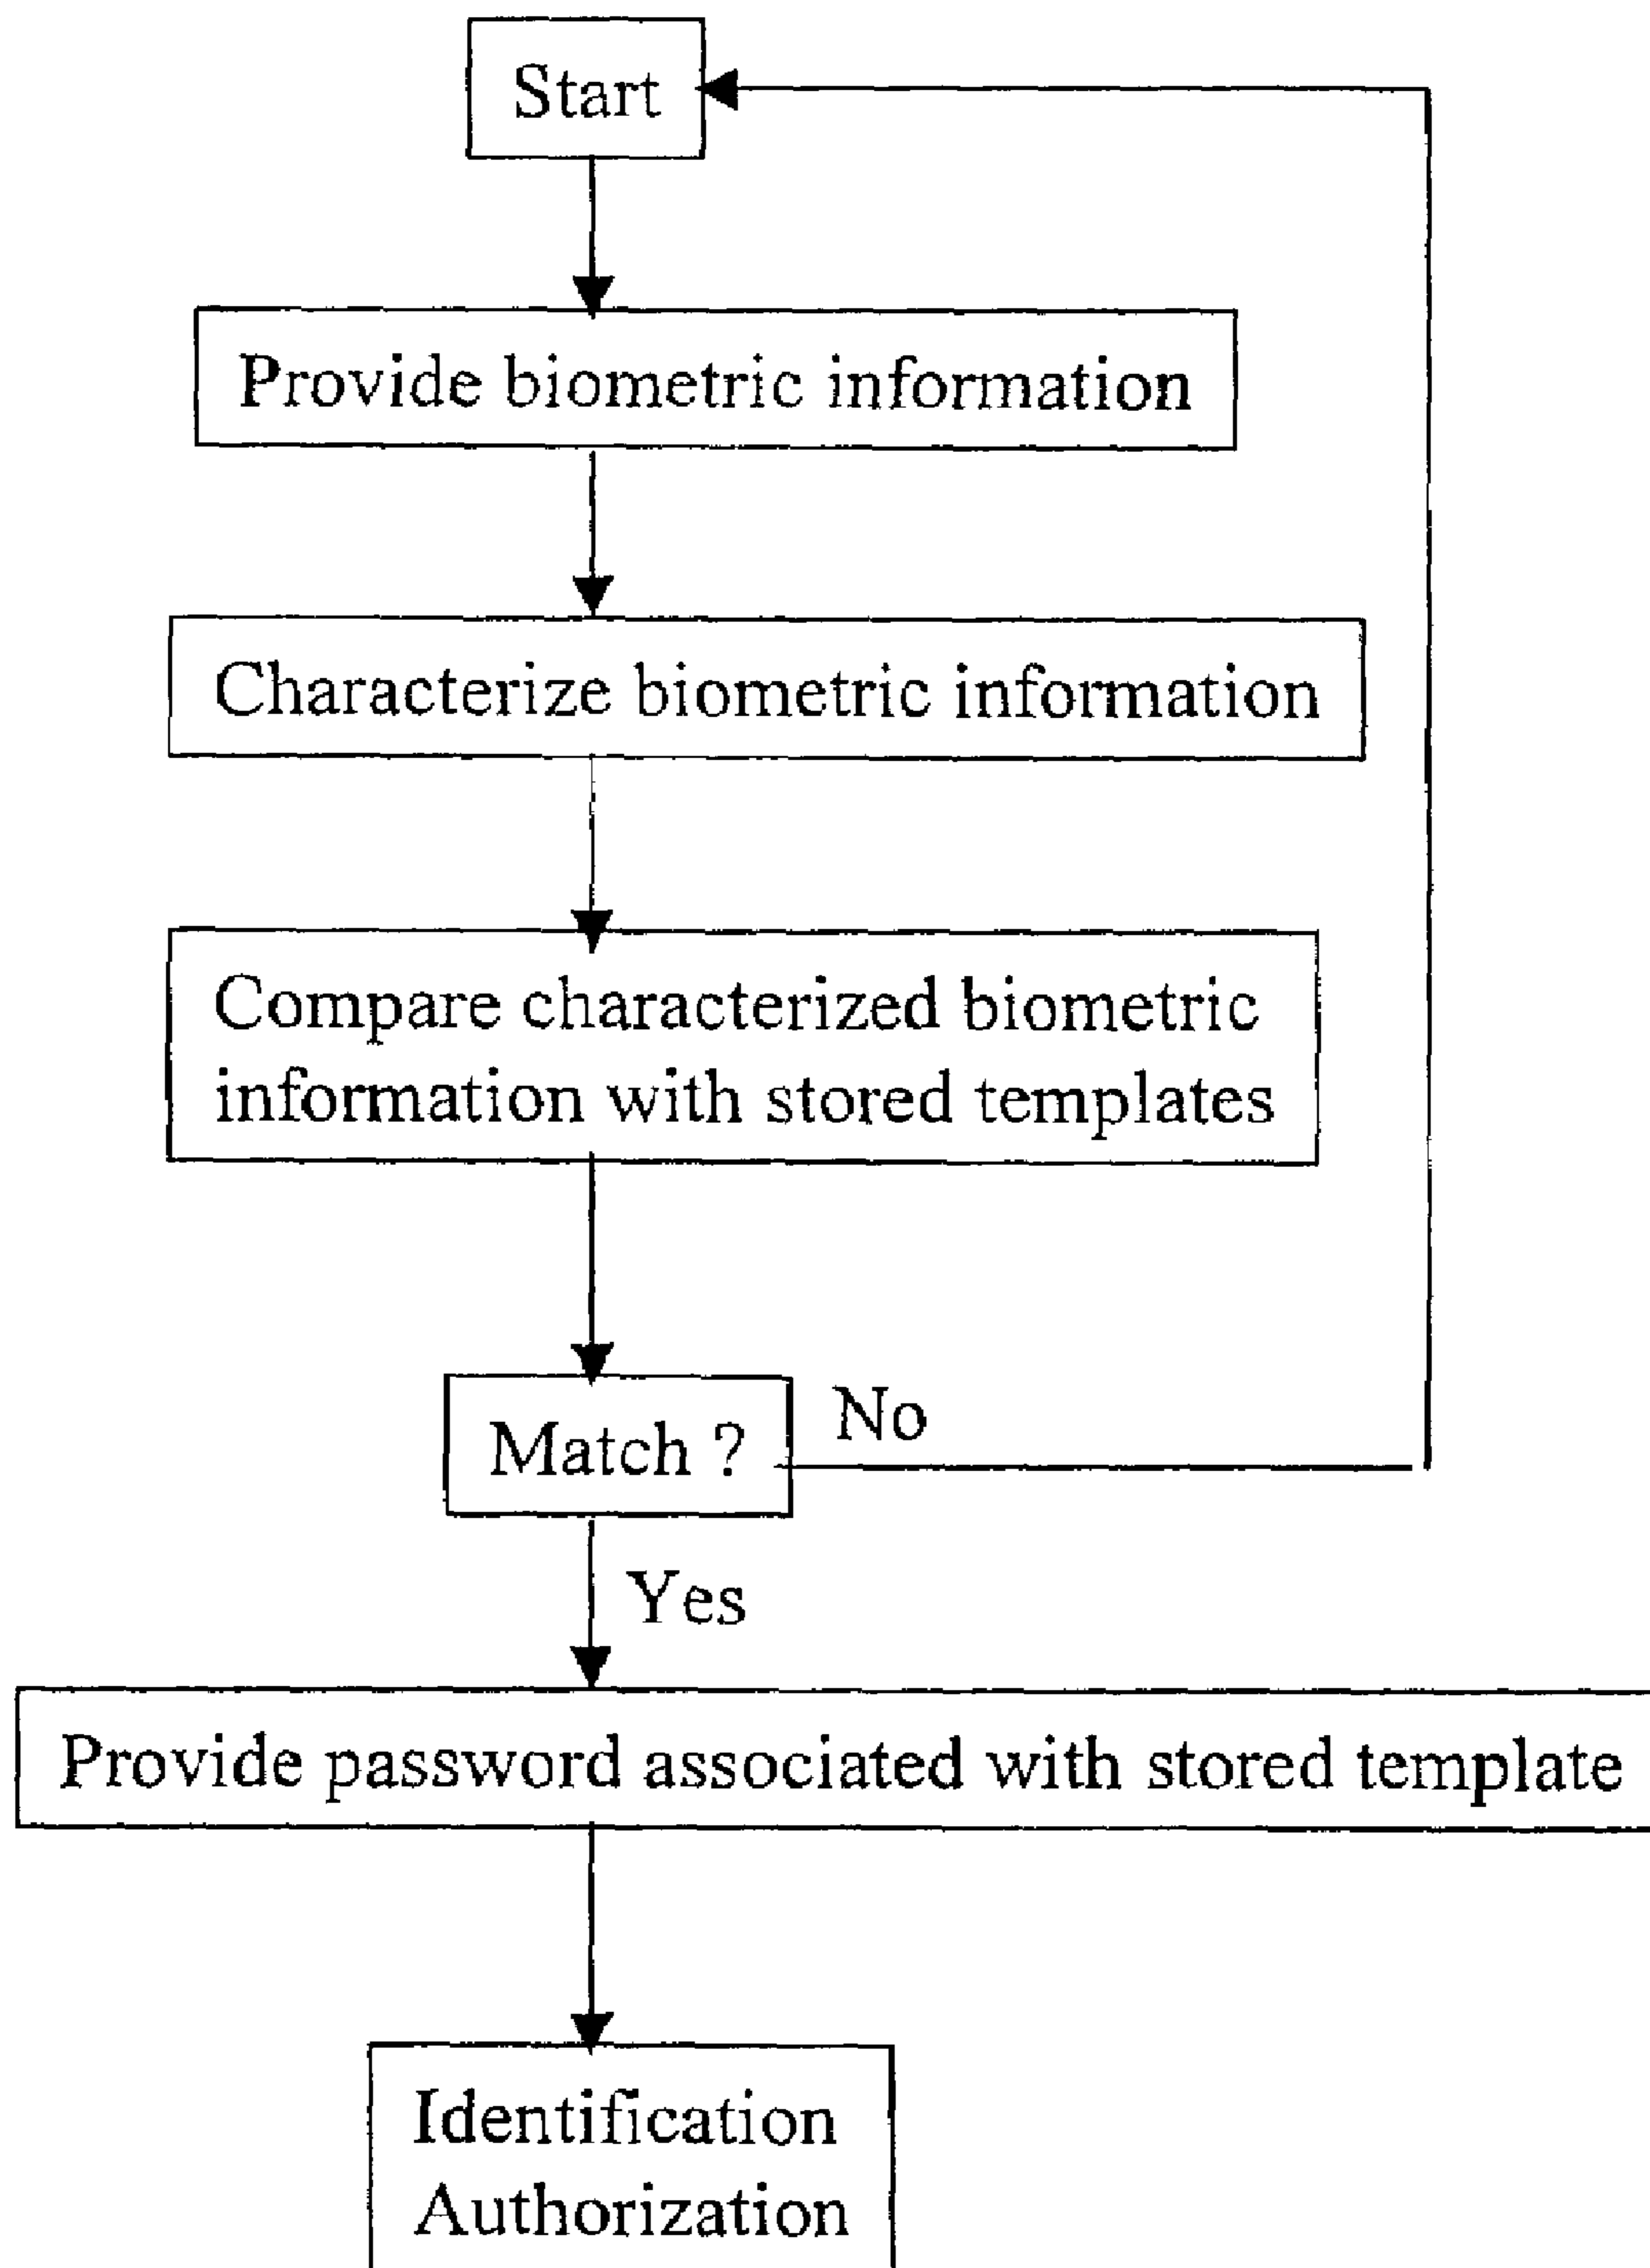 Start
Provide biometric information
Characterize biometric information
Compare characterized biometric
information with stored templates
Match ?
No
Yes
Provide password associated with stored template
Identification
Authorization